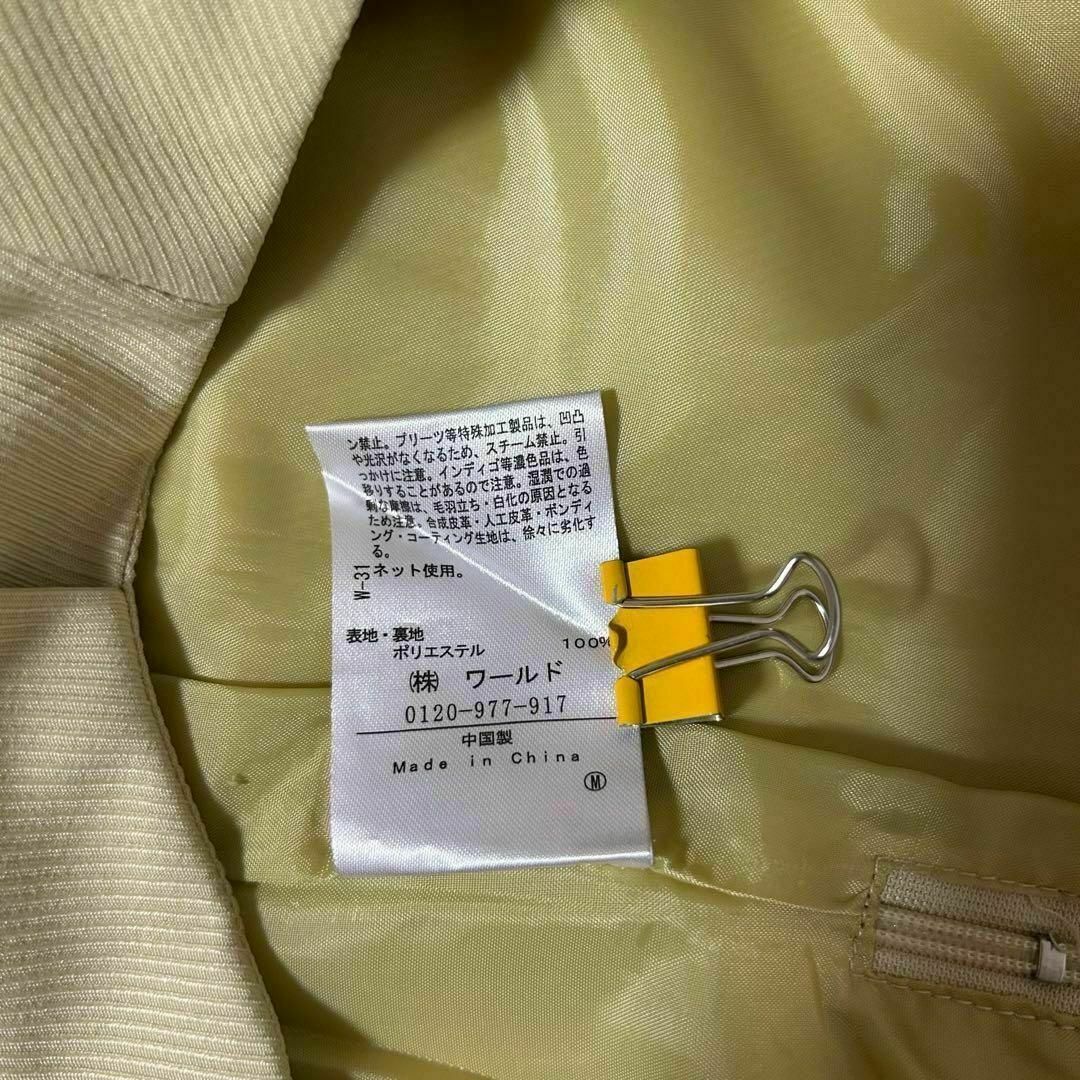 ン禁止。プリーツ等特殊加工製品は、凹凸
や光沢がなくなるため、スチーム禁止。引
っかけに注意。インディゴ等濃色品は、色
移りすることがあるので注意。湿潤での過
剰な摩擦は、毛羽立ち・白化の原因となる
ため注意。合成皮革・人工皮革・ボンディ
ング・コーティング生地は、徐々に劣化す
る。
ネット使用。
W-31
表地・裏地
ポリエステル 100%
㈱ ワールド
0120-977-917
中国製
Made in China
Ⓜ